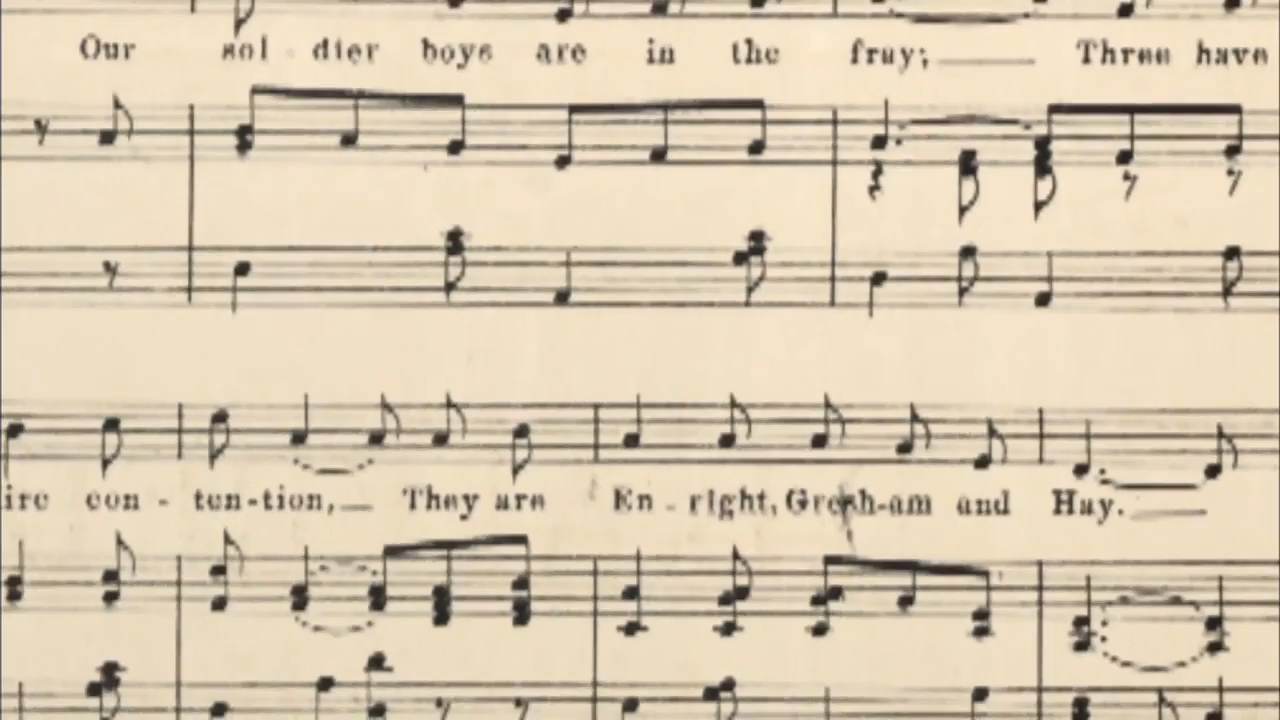 Our sol - dier boys are in the fray; Three have
ire con - ten-tion, They are En - right, Gresh-am and Hay.